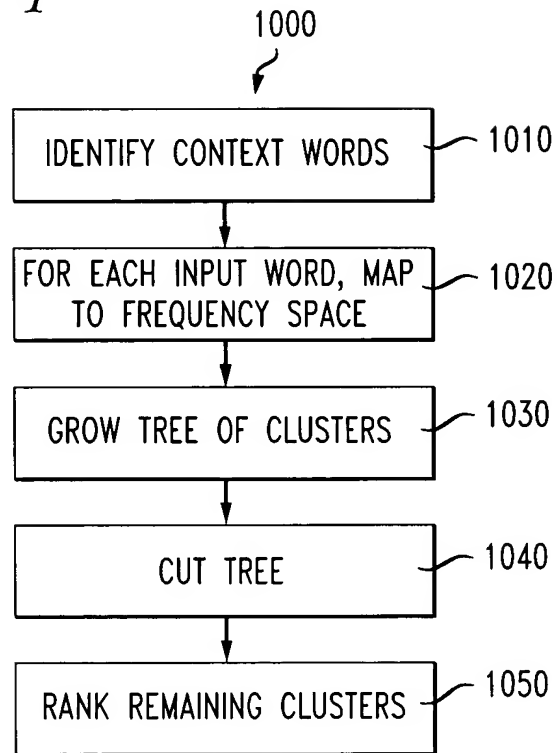 1000
IDENTIFY CONTEXT WORDS
1010
FOR EACH INPUT WORD, MAP
TO FREQUENCY SPACE
1020
GROW TREE OF CLUSTERS
1030
CUT TREE
1040
RANK REMAINING CLUSTERS
1050